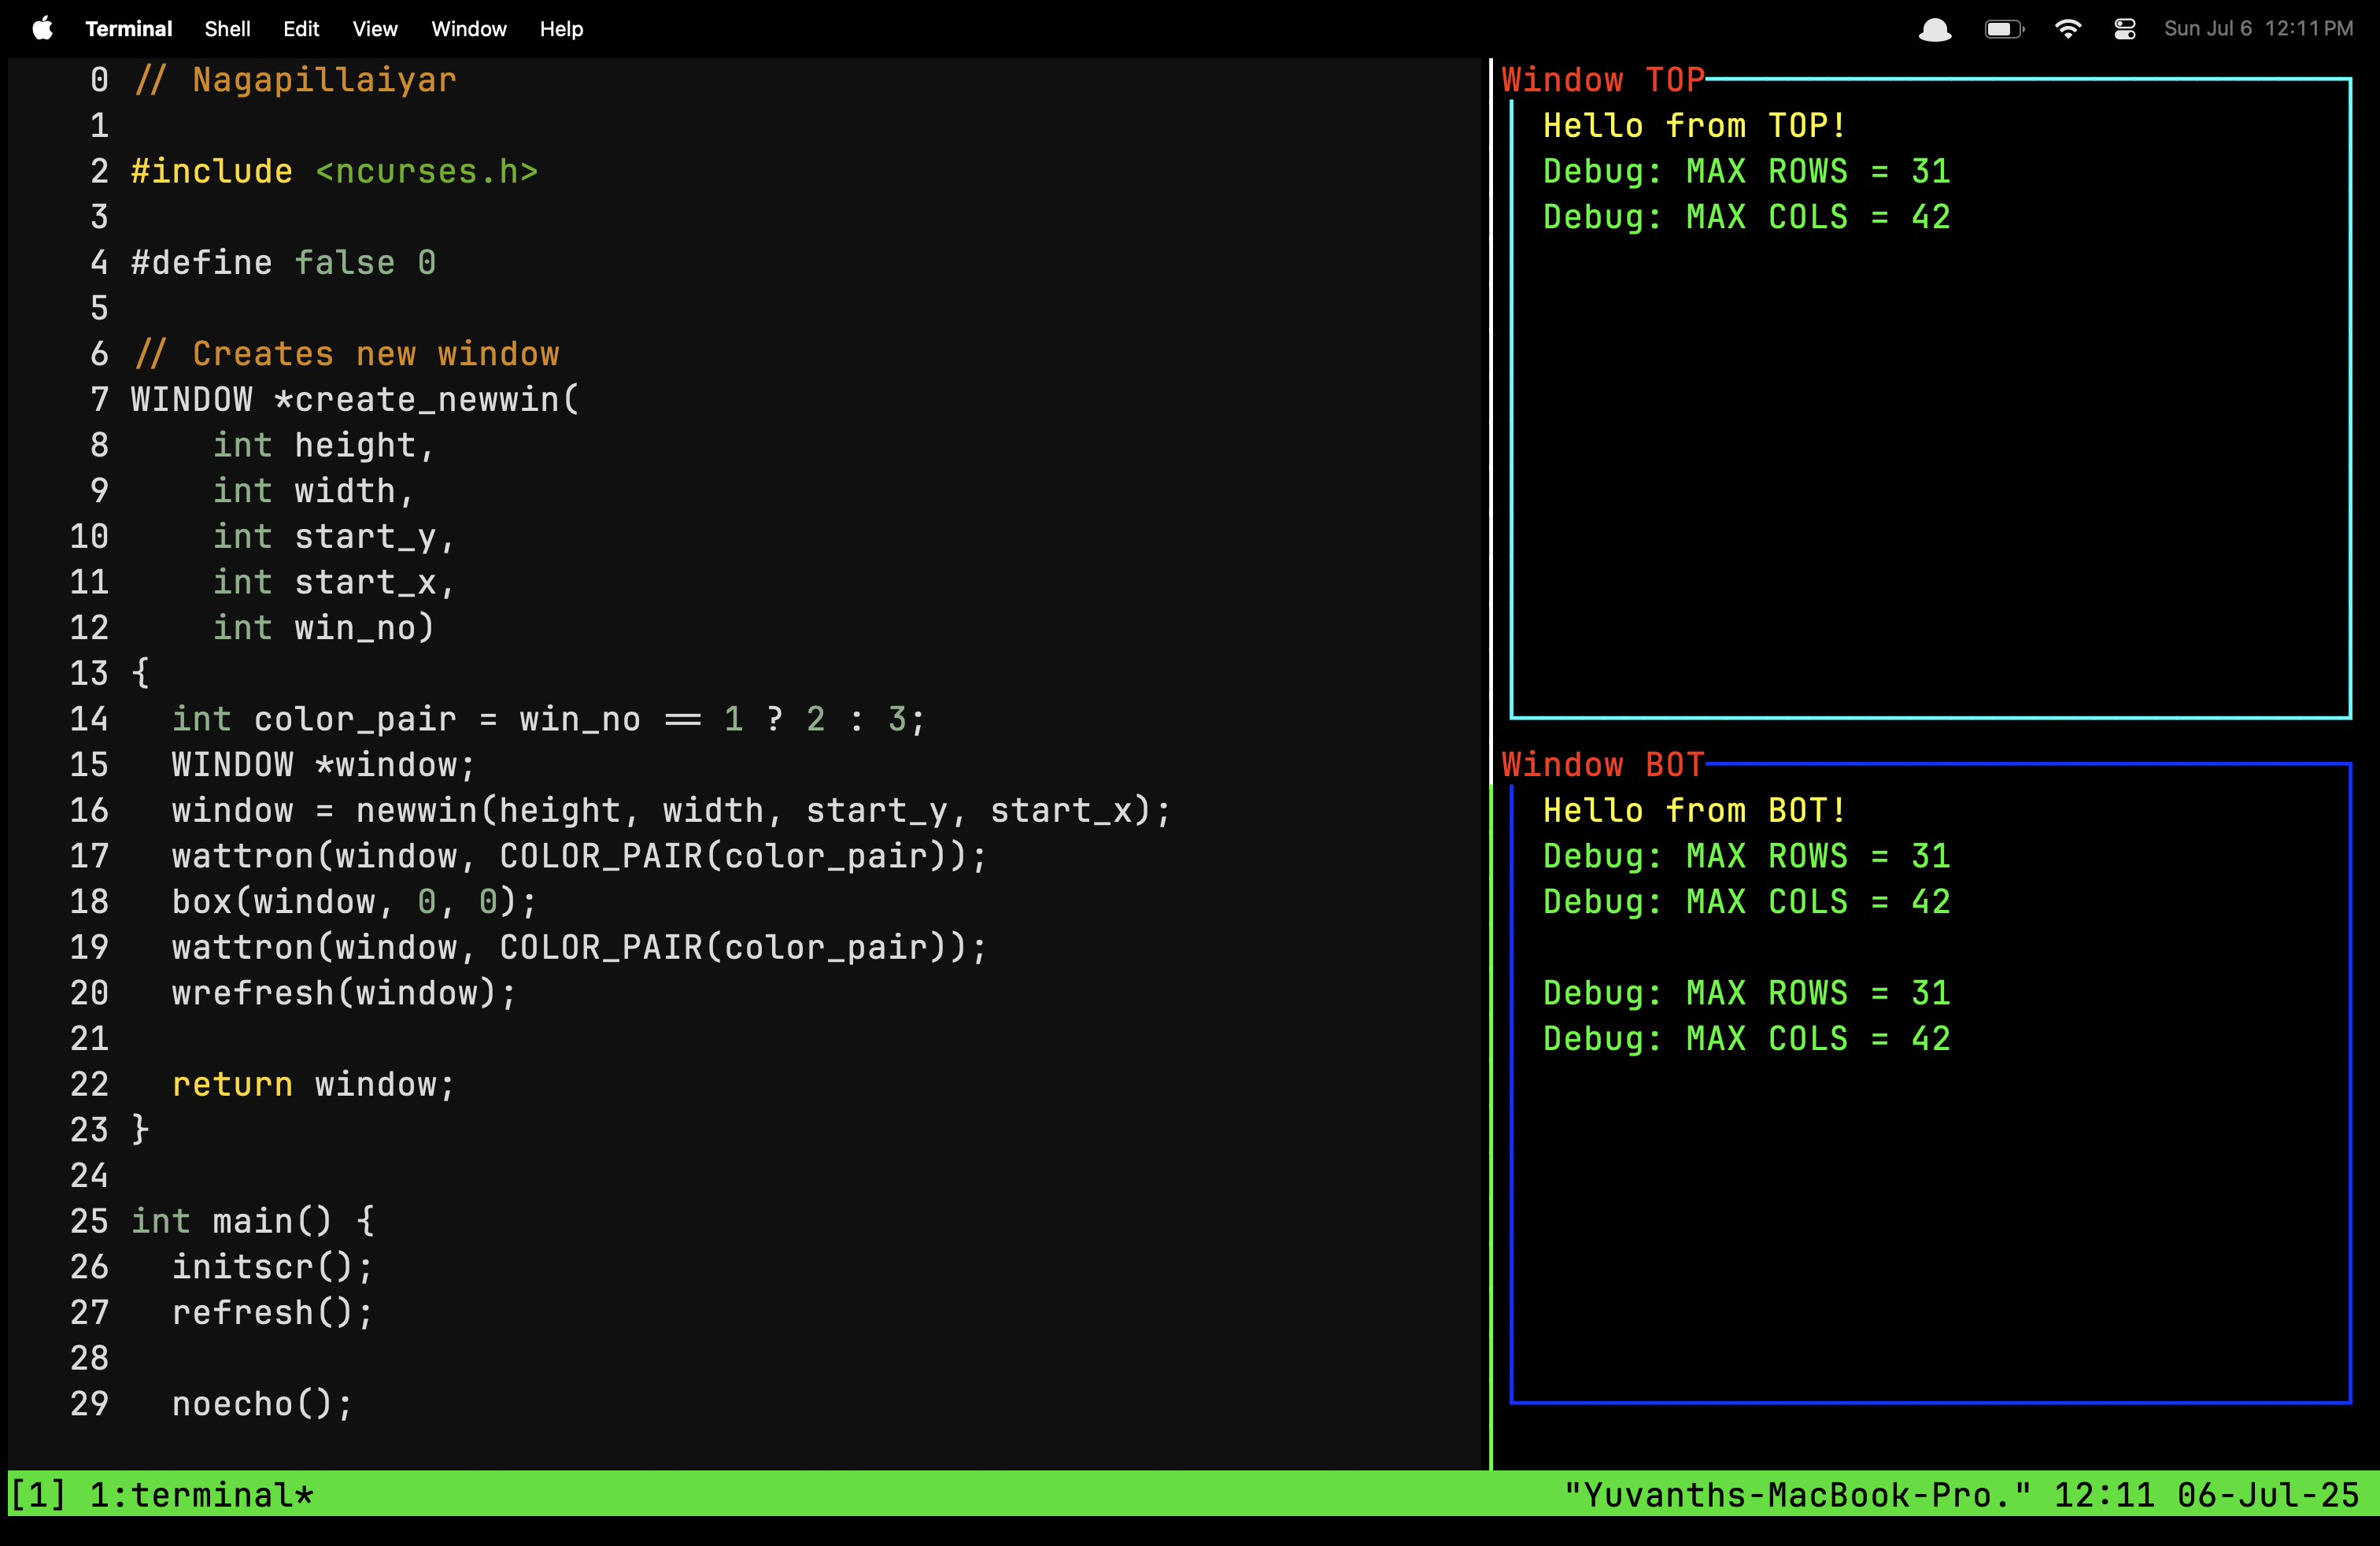 Terminal Shell Edit View Window Help
Sun Jul 6 12:11 PM
0 // Nagapillaiyar
1
2 #include <ncurses.h>
3
4 #define false 0
5
6 // Creates new window
7 WINDOW *create_newwin(
8     int height,
9     int width,
10     int start_y,
11     int start_x,
12     int win_no)
13 {
14   int color_pair = win_no == 1 ? 2 : 3;
15   WINDOW *window;
16   window = newwin(height, width, start_y, start_x);
17   wattron(window, COLOR_PAIR(color_pair));
18   box(window, 0, 0);
19   wattron(window, COLOR_PAIR(color_pair));
20   wrefresh(window);
21
22   return window;
23 }
24
25 int main() {
26   initscr();
27   refresh();
28
29   noecho();
Window TOP
Hello from TOP!
Debug: MAX ROWS = 31
Debug: MAX COLS = 42
Window BOT
Hello from BOT!
Debug: MAX ROWS = 31
Debug: MAX COLS = 42
Debug: MAX ROWS = 31
Debug: MAX COLS = 42
[1] 1:terminal*
"Yuvanths-MacBook-Pro." 12:11 06-Jul-25